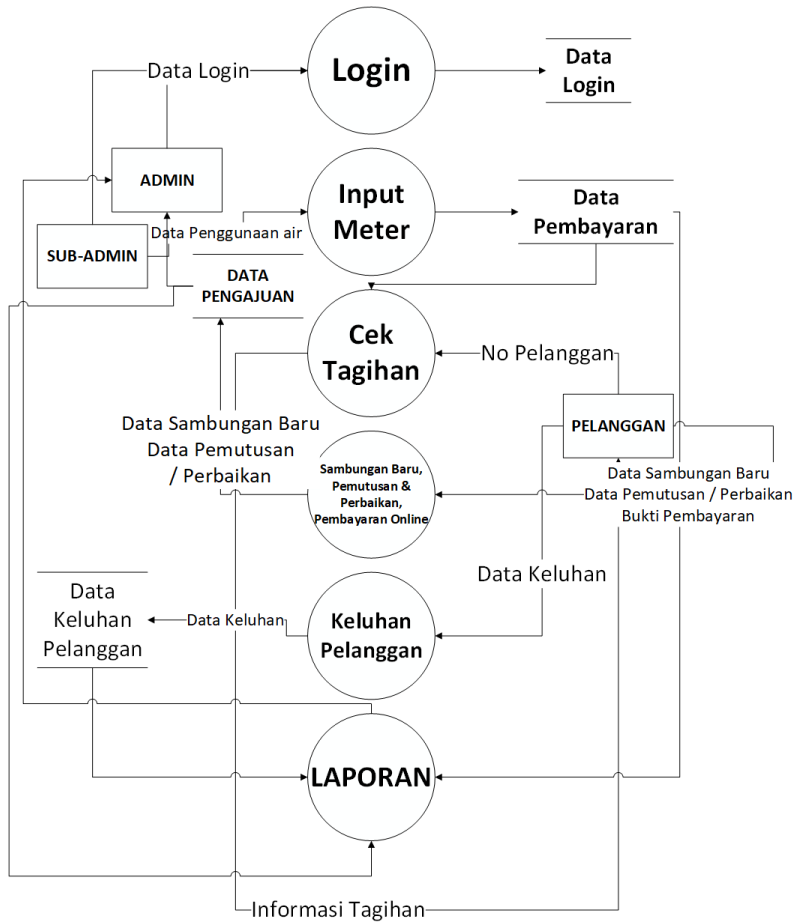 Data Login
Login
Data
Login
ADMIN
Input
Meter
Data
Pembayaran
SUB-ADMIN
Data Penggunaan air
DATA
PENGAJUAN
Cek
Tagihan
No Pelanggan
PELANGGAN
Data Sambungan Baru
Data Pemutusan
/ Perbaikan
Sambungan Baru,
Pemutusan &
Perbaikan,
Pembayaran Online
Data Sambungan Baru
Data Pemutusan / Perbaikan
Bukti Pembayaran
Data Keluhan
Data
Keluhan
Pelanggan
Data Keluhan
Keluhan
Pelanggan
LAPORAN
Informasi Tagihan